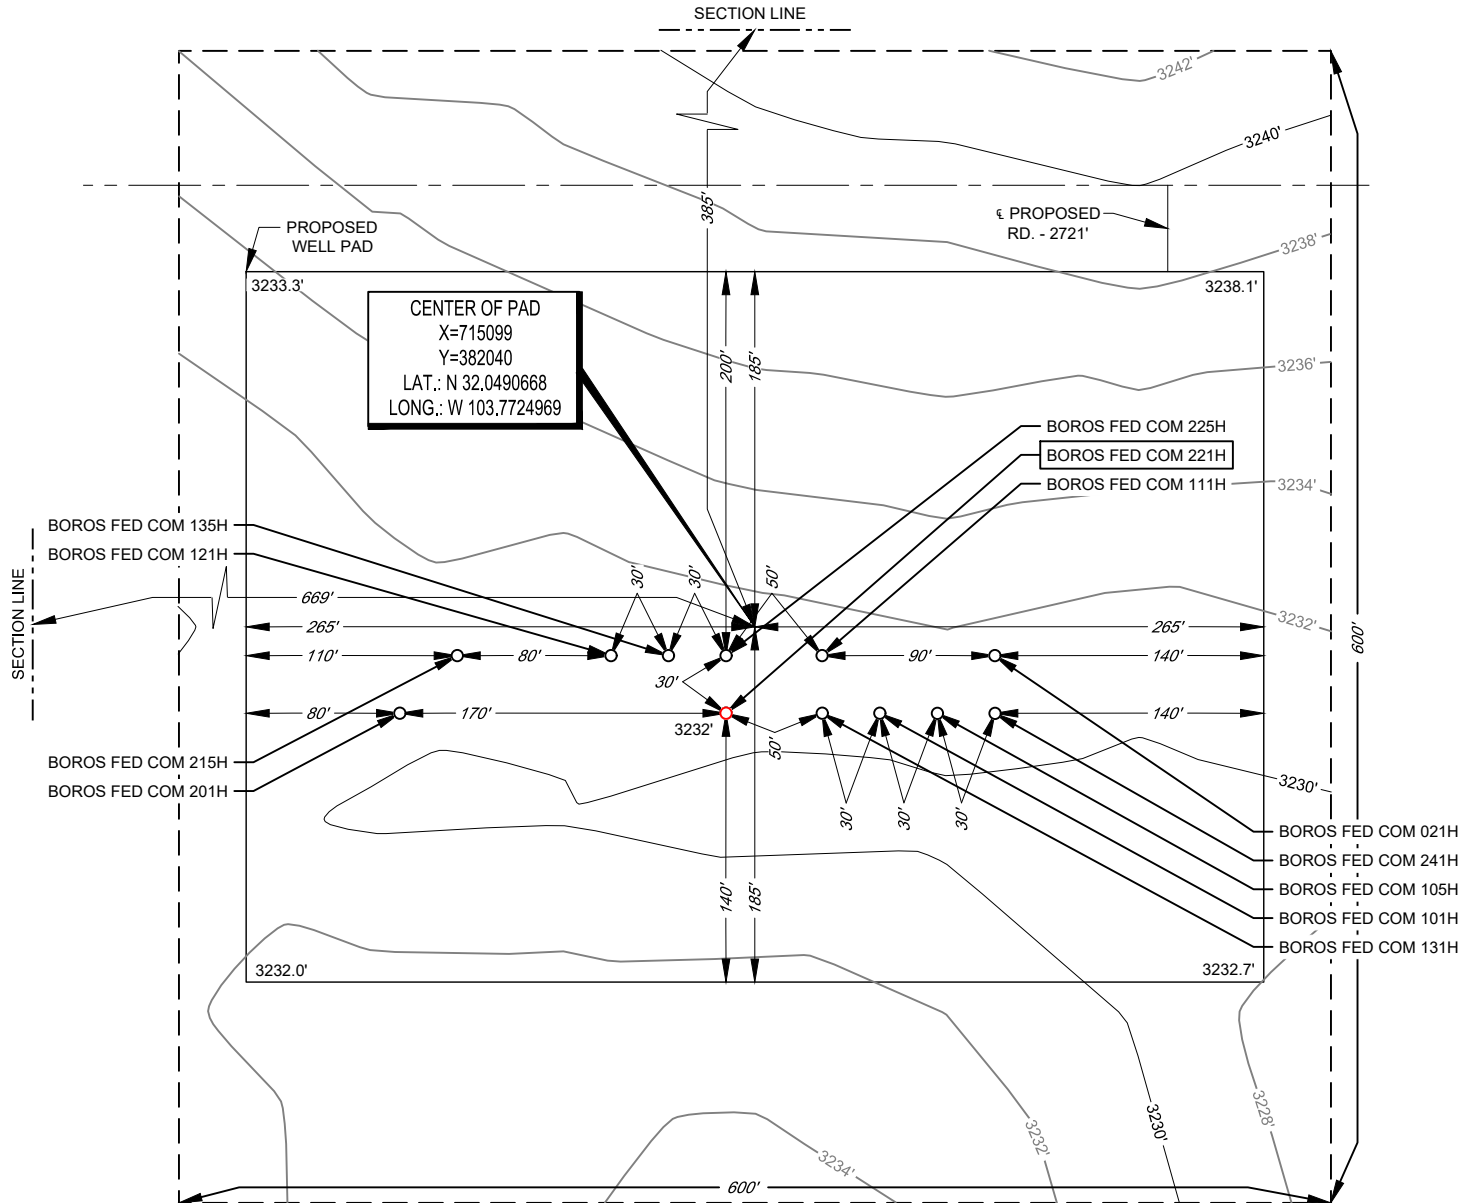 SECTION LINE
3242'
3240'
385'
℄ PROPOSED
RD. - 2721'
3238'
PROPOSED
WELL PAD
3233.3'
3238.1'
CENTER OF PAD
X=715099
Y=382040
LAT.: N 32.0490668
LONG.: W 103.7724969
200'
185'
3236'
BOROS FED COM 225H
BOROS FED COM 221H
BOROS FED COM 111H
3234'
BOROS FED COM 135H
BOROS FED COM 121H
SECTION LINE
30'
30'
50'
669'
265'
265'
3232'
600'
110'
80'
90'
140'
30'
80'
170'
3232'
50'
140'
BOROS FED COM 215H
BOROS FED COM 201H
3230'
30'
30'
30'
BOROS FED COM 021H
BOROS FED COM 241H
BOROS FED COM 105H
BOROS FED COM 101H
BOROS FED COM 131H
140'
185'
3232.0'
3232.7'
3228'
3230'
3232'
3234'
600'